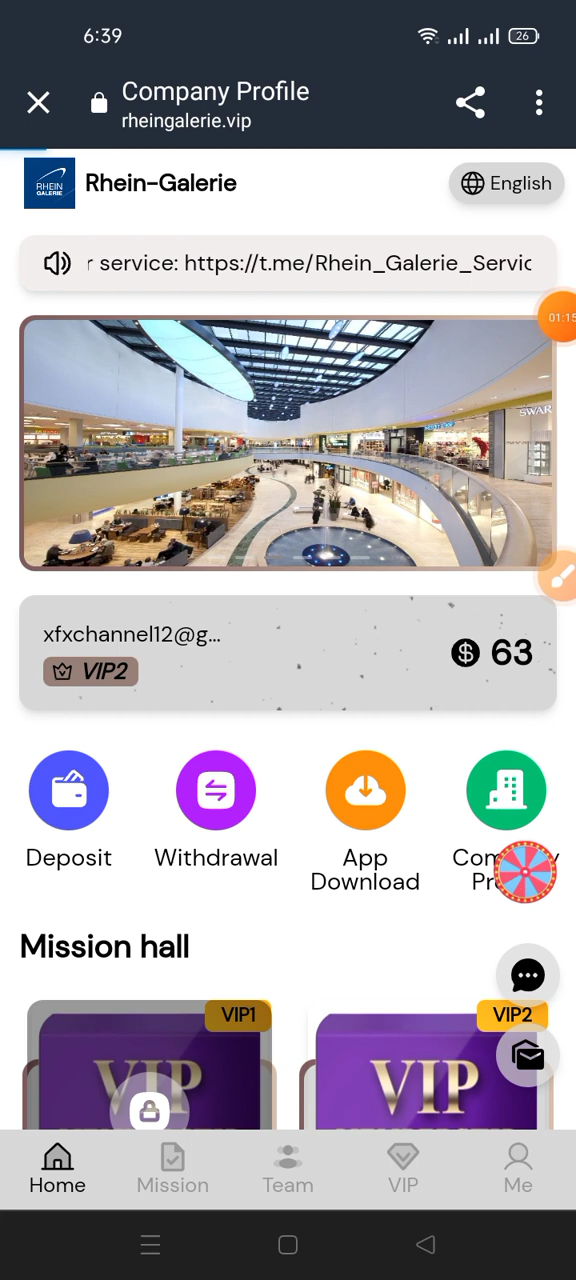 6:39
26
Company Profile
rheingalerie.vip
RHEIN
GALERIE
Rhein-Galerie
English
r service: https://t.me/Rhein_Galerie_Servic
01:15
SWAR
xfxchannel12@g...
VIP2
63
Deposit
Withdrawal
App
Download
Mission hall
VIP1
VIP2
VIP
VIP
Home
Mission
Team
VIP
Me